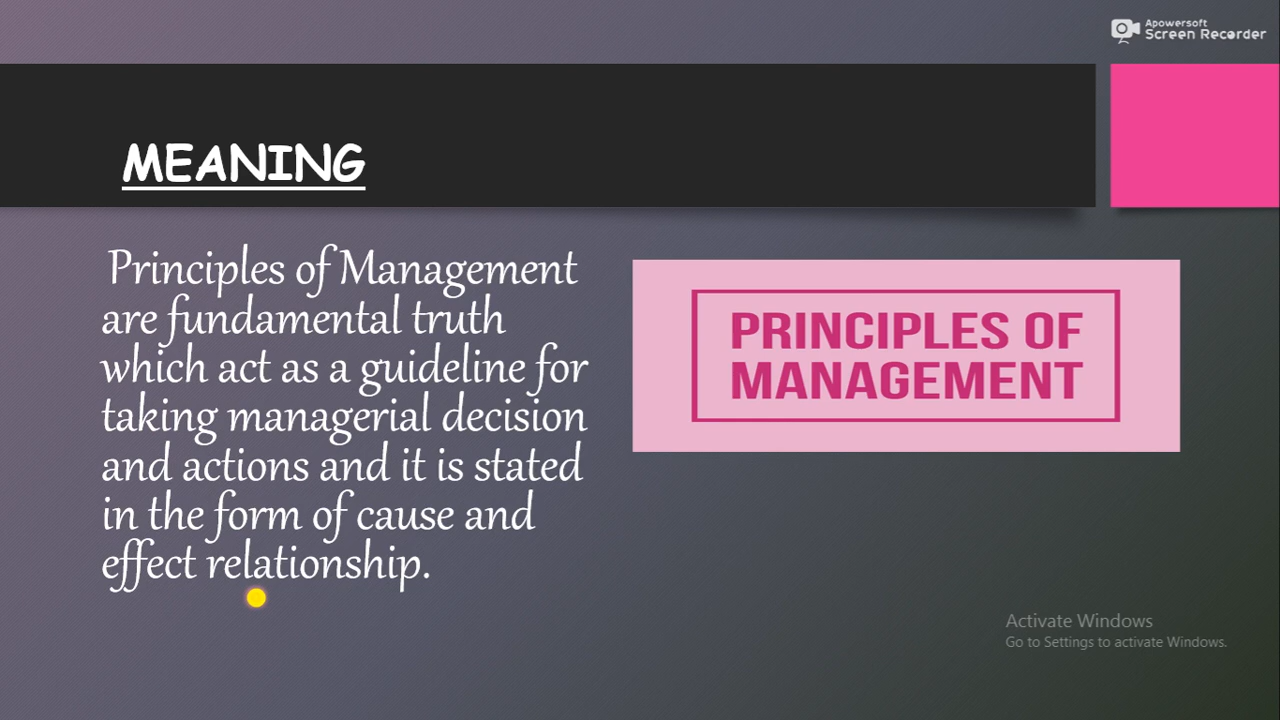 Apowersoft
Screen Recorder
MEANING
Principles of Management
are fundamental truth
which act as a guideline for
taking managerial decision
and actions and it is stated
in the form of cause and
effect relationship.
PRINCIPLES OF
MANAGEMENT
Activate Windows
Go to Settings to activate Windows.